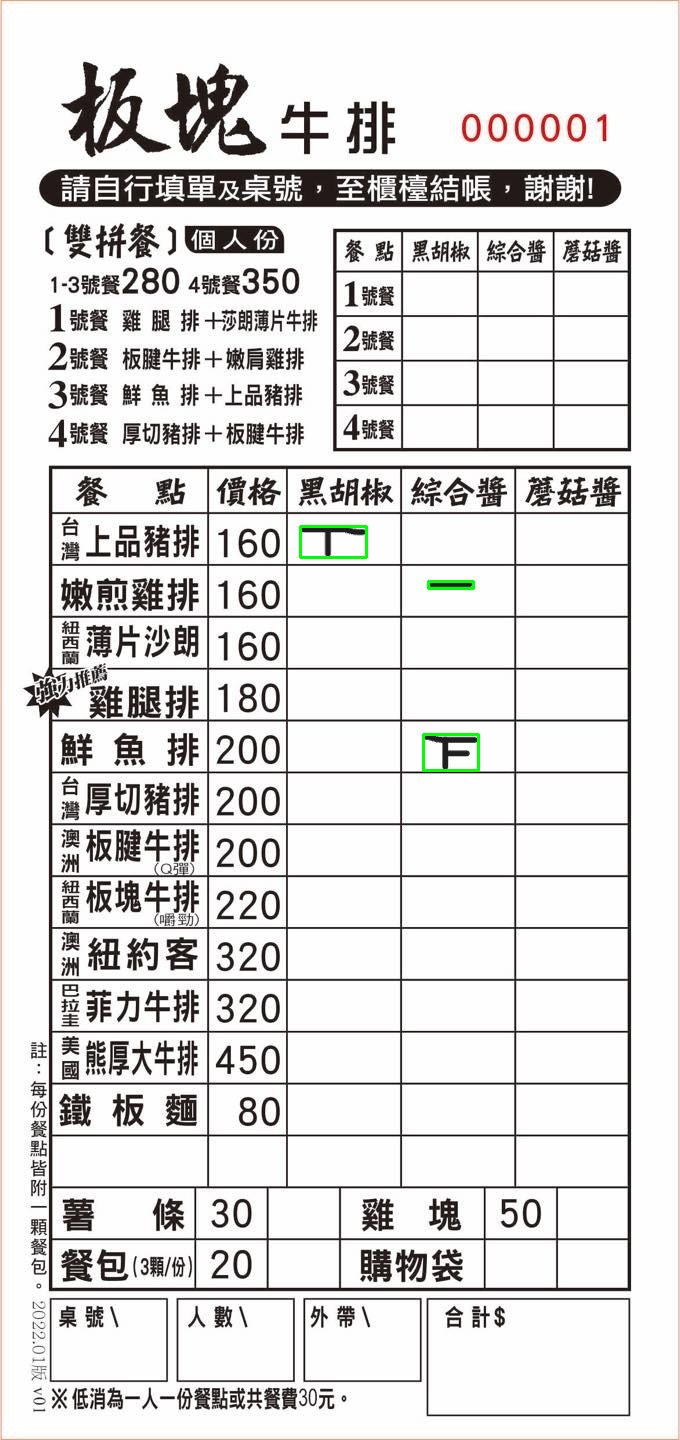 板塊牛排 000001
請自行填單及桌號，至櫃檯結帳，謝謝!
〔雙拼餐〕個人份
1-3號餐280 4號餐350
1號餐 雞腿排＋莎朗薄片牛排
2號餐 板腱牛排＋嫩肩雞排
3號餐 鮮魚排＋上品豬排
4號餐 厚切豬排＋板腱牛排
餐點 黑胡椒 綜合醬 蘑菇醬
1號餐
2號餐
3號餐
4號餐
餐點 價格 黑胡椒 綜合醬 蘑菇醬
台灣上品豬排 160 丅
嫩煎雞排 160 一
紐西蘭薄片沙朗 160
強力推薦 雞腿排 180
鮮魚排 200 下
台灣厚切豬排 200
澳洲板腱牛排(Q彈) 200
紐西蘭板塊牛排(嚼勁) 220
澳洲紐約客 320
巴拉圭菲力牛排 320
美國熊厚大牛排 450
鐵板麵 80
薯條 30 雞塊 50
餐包(3顆/份) 20 購物袋
桌號\ 人數\ 外帶\ 合計$
※低消為一人一份餐點或共餐費30元。
註：每份餐點皆附一顆餐包。2022.01版 v01